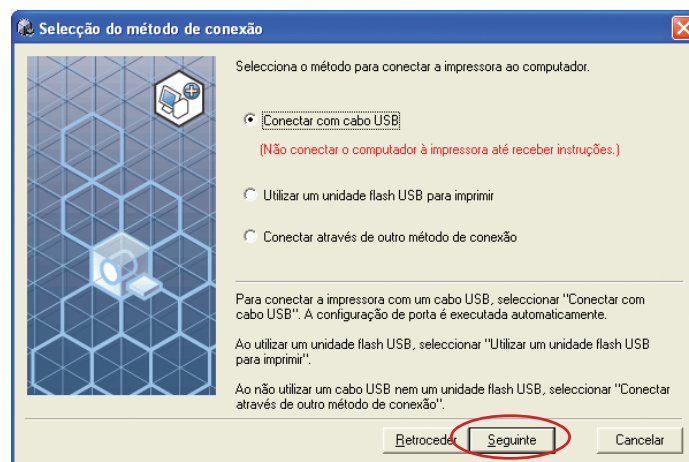 Selecção do método de conexão
Selecciona o método para conectar a impressora ao computador.
Conectar com cabo USB
(Não conectar o computador à impressora até receber instruções.)
Utilizar um unidade flash USB para imprimir
Conectar através de outro método de conexão
Para conectar a impressora com um cabo USB, seleccionar "Conectar com
cabo USB". A configuração de porta é executada automaticamente.
Ao utilizar um unidade flash USB, seleccionar "Utilizar um unidade flash USB
para imprimir".
Ao não utilizar um cabo USB nem um unidade flash USB, seleccionar "Conectar
através de outro método de conexão".
Retroceder Seguinte Cancelar